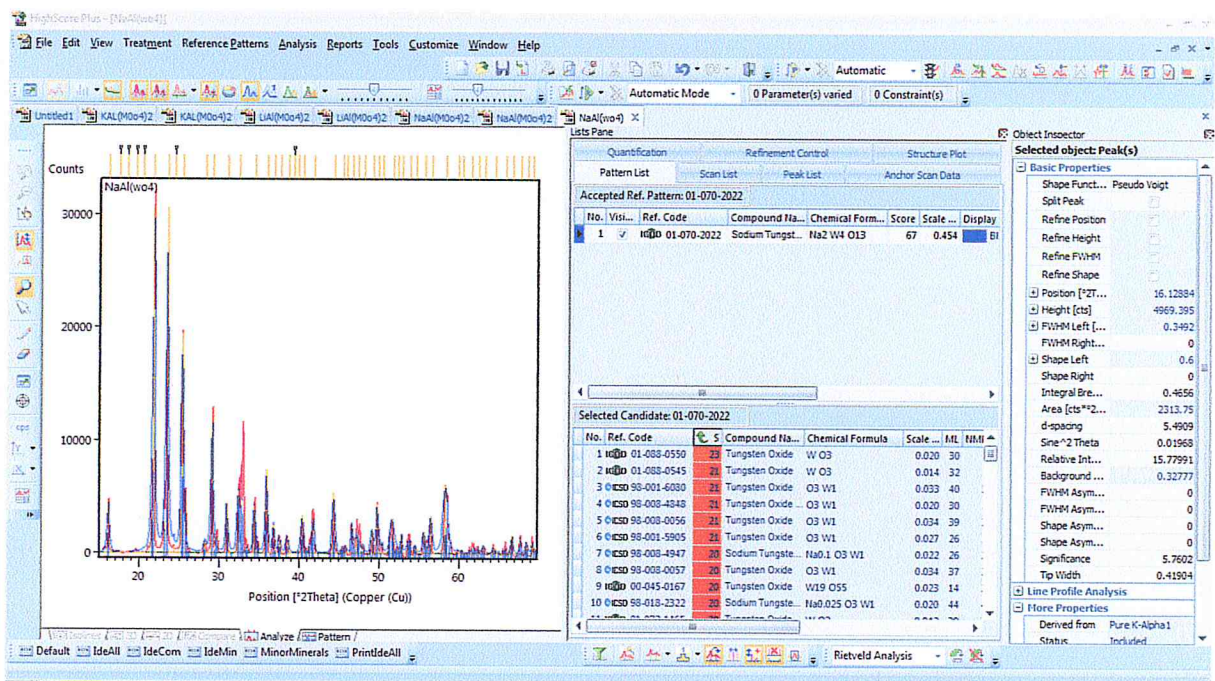 HighScore Plus - [NaAl(wo4)]
File Edit View Treatment Reference Patterns Analysis Reports Tools Customize Window Help
Automatic
Automatic Mode 0 Parameter(s) varied 0 Constraint(s)
Untitled1 KAL(M0o4)2 KAL(M0o4)2 LiAl(M0o4)2 LiAl(M0o4)2 NaAl(M0o4)2 NaAl(M0o4)2 NaAl(wo4) X
Lists Pane
Object Inspector
Counts
NaAl(wo4)
30000
20000
10000
0
20 30 40 50 60
Position [°2Theta] (Copper (Cu))
Analyze Pattern
Quantification Refinement Control Structure Plot
Pattern List Scan List Peak List Anchor Scan Data
Accepted Ref. Pattern: 01-070-2022
No. Visi... Ref. Code Compound Na... Chemical Form... Score Scale ... Display
1 ICDD 01-070-2022 Sodium Tungst... Na2 W4 O13 67 0.454 Bl
Selected Candidate: 01-070-2022
No. Ref. Code S Compound Na... Chemical Formula Scale ... ML NMI
1 ICDD 01-088-0550 23 Tungsten Oxide W O3 0.020 30
2 ICDD 01-088-0545 21 Tungsten Oxide W O3 0.014 32
3 ICSD 98-001-6080 21 Tungsten Oxide O3 W1 0.033 40
4 ICSD 98-008-4848 21 Tungsten Oxide ... O3 W1 0.020 30
5 ICSD 98-008-0056 21 Tungsten Oxide O3 W1 0.034 39
6 ICSD 98-001-5905 21 Tungsten Oxide O3 W1 0.027 26
7 ICSD 98-008-4947 20 Sodium Tungste... Na0.1 O3 W1 0.022 26
8 ICSD 98-008-0057 20 Tungsten Oxide O3 W1 0.034 37
9 ICDD 00-045-0167 20 Tungsten Oxide W19 O55 0.023 14
10 ICSD 98-018-2322 20 Sodium Tungste... Na0.025 O3 W1 0.020 44
Selected object: Peak(s)
Basic Properties
Shape Funct... Pseudo Voigt
Split Peak
Refine Position
Refine Height
Refine FWHM
Refine Shape
Position [°2T... 16.12884
Height [cts] 4969.395
FWHM Left [... 0.3492
FWHM Right... 0
Shape Left 0.6
Shape Right 0
Integral Bre... 0.4656
Area [cts*°2... 2313.75
d-spacing 5.4909
Sine^2 Theta 0.01968
Relative Int... 15.77991
Background ... 0.32777
FWHM Asym... 0
FWHM Asym... 0
Shape Asym... 0
Shape Asym... 0
Significance 5.7602
Tip Width 0.41904
Line Profile Analysis
More Properties
Derived from Pure K-Alpha1
Status Included
Default IdeAll IdeCom IdeMin MinorMinerals PrintIdeAll
Rietveld Analysis